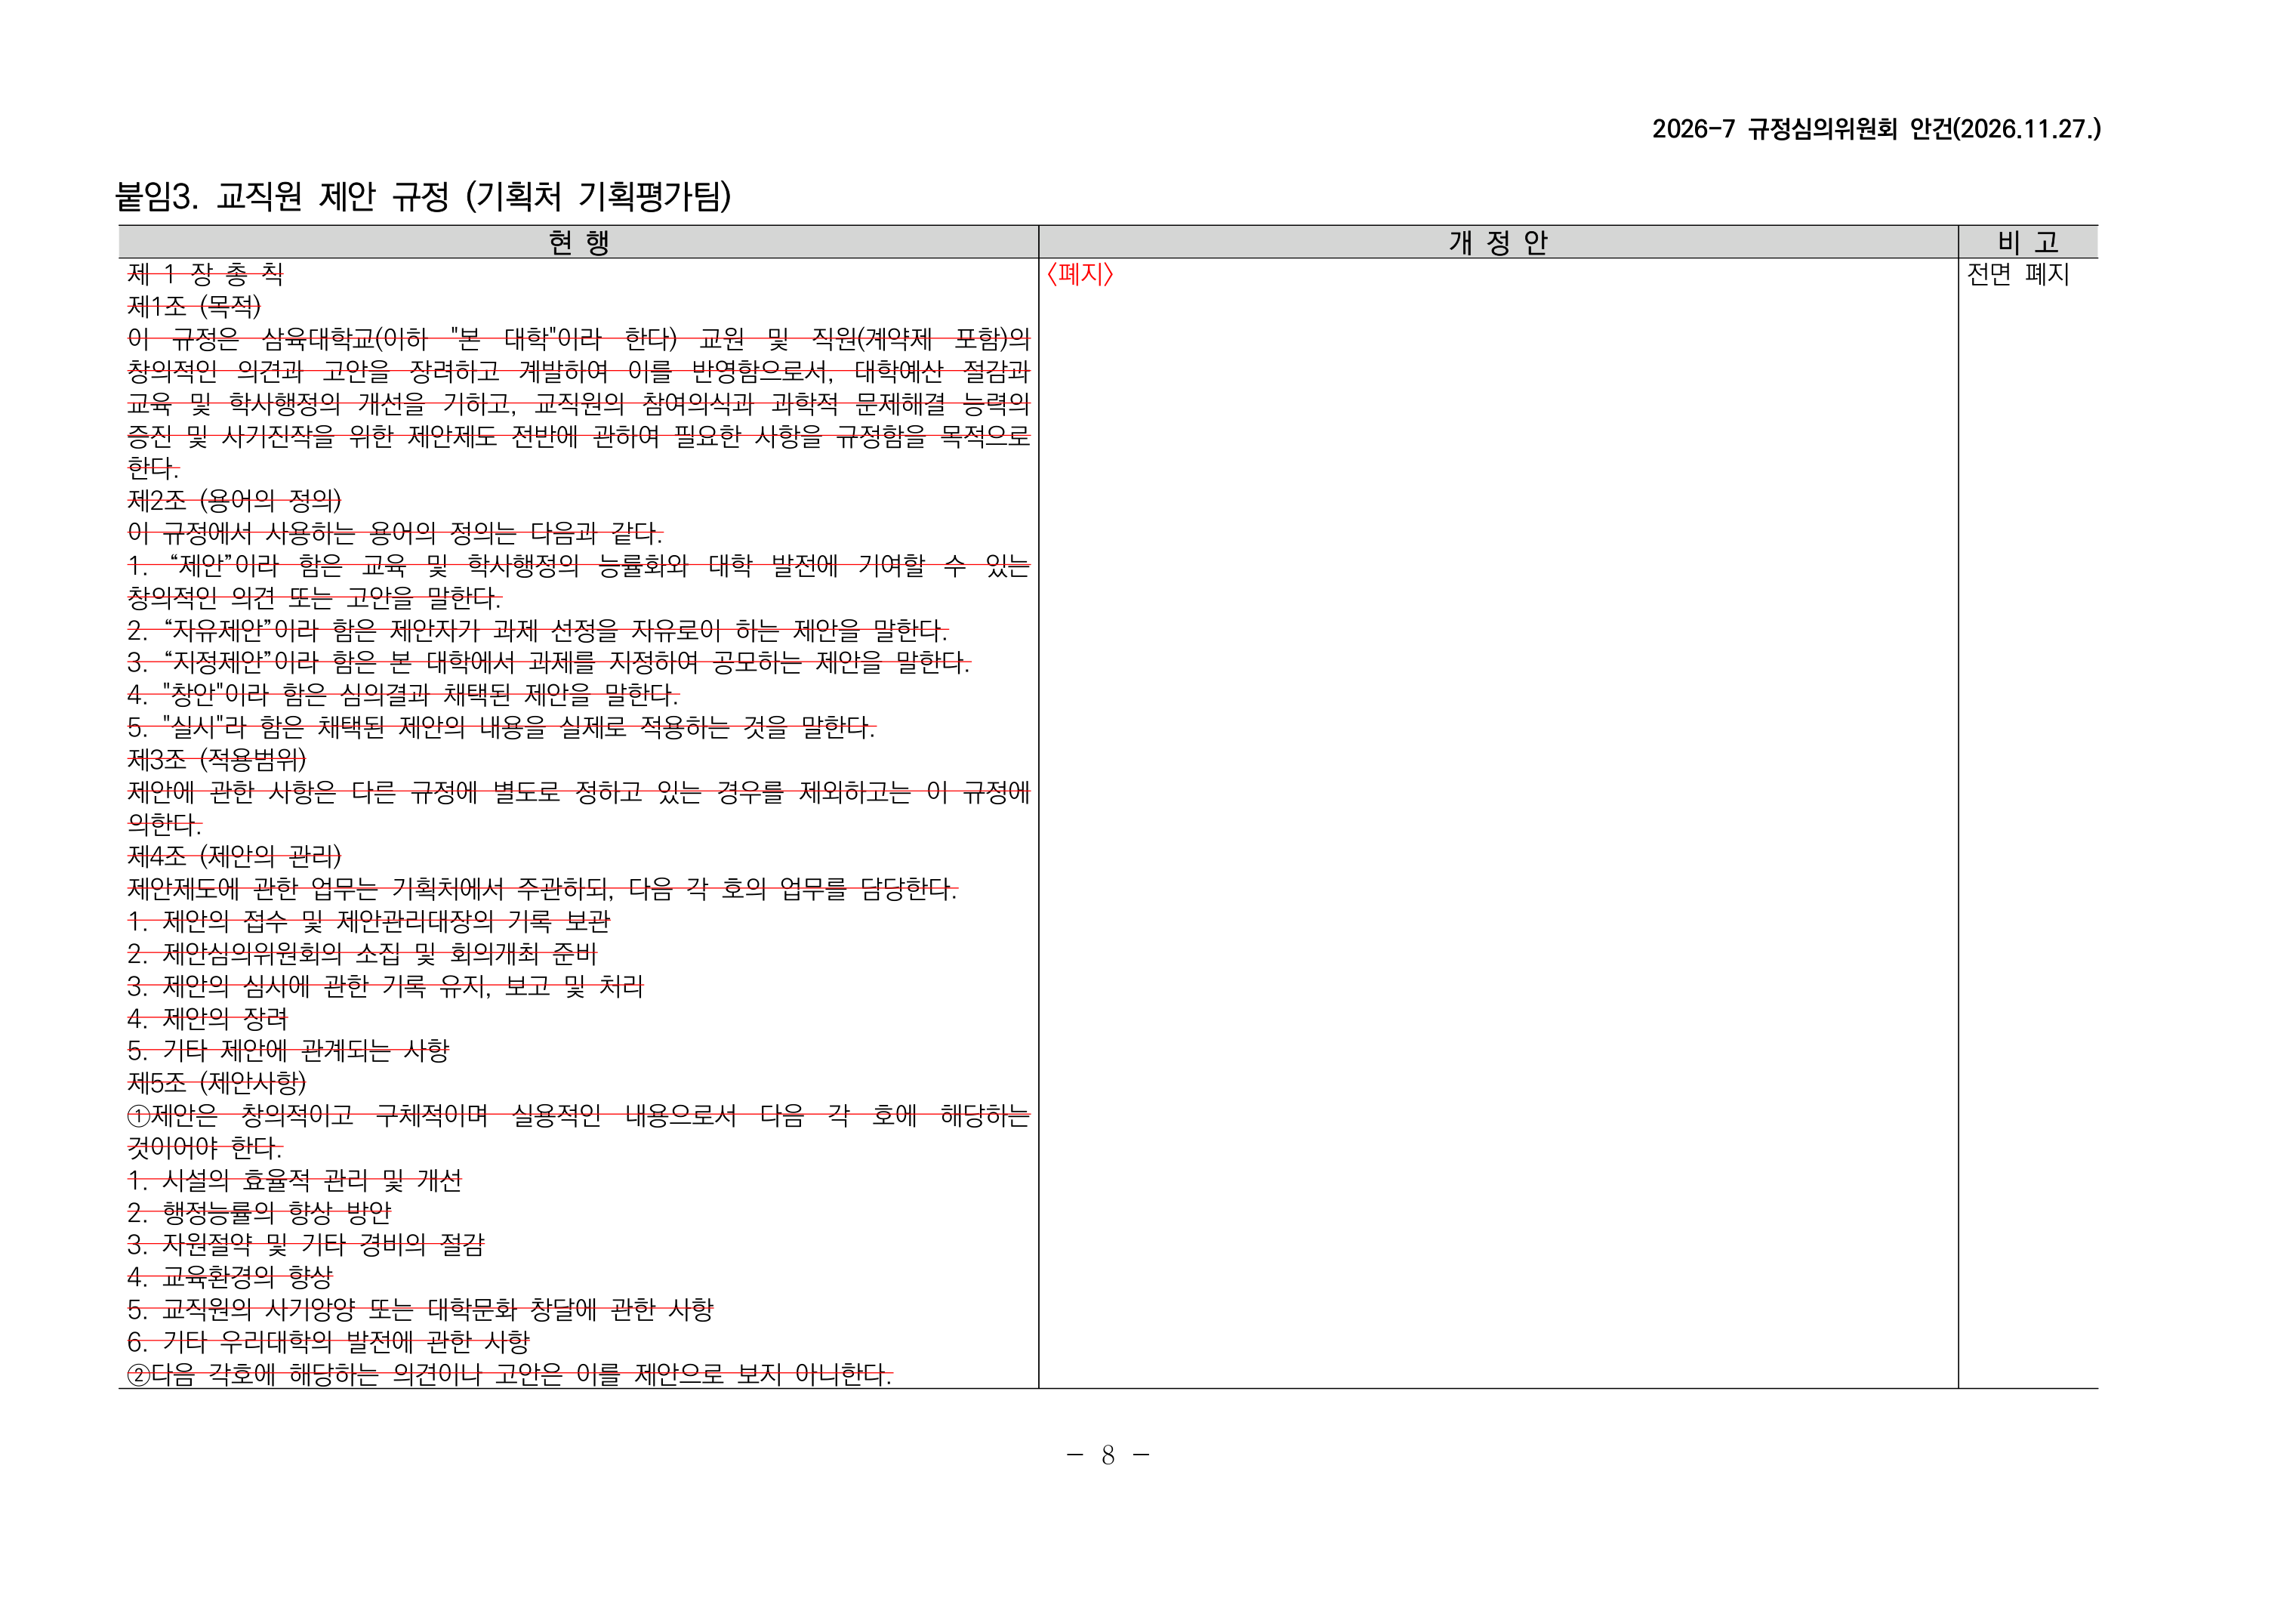 2026-7 규정심의위원회 안건(2026.11.27.)
붙임3. 교직원 제안 규정 (기획처 기획평가팀)
현 행
개 정 안
비 고
제 1 장 총 칙
제1조 (목적)
이 규정은 삼육대학교(이하 "본 대학"이라 한다) 교원 및 직원(계약제 포함)의
창의적인 의견과 고안을 장려하고 계발하여 이를 반영함으로서, 대학예산 절감과
교육 및 학사행정의 개선을 기하고, 교직원의 참여의식과 과학적 문제해결 능력의
증진 및 사기진작을 위한 제안제도 전반에 관하여 필요한 사항을 규정함을 목적으로
한다.
제2조 (용어의 정의)
이 규정에서 사용하는 용어의 정의는 다음과 같다.
1. “제안”이라 함은 교육 및 학사행정의 능률화와 대학 발전에 기여할 수 있는
창의적인 의견 또는 고안을 말한다.
2. “자유제안”이라 함은 제안자가 과제 선정을 자유로이 하는 제안을 말한다.
3. “지정제안”이라 함은 본 대학에서 과제를 지정하여 공모하는 제안을 말한다.
4. "창안"이라 함은 심의결과 채택된 제안을 말한다.
5. "실시"라 함은 채택된 제안의 내용을 실제로 적용하는 것을 말한다.
제3조 (적용범위)
제안에 관한 사항은 다른 규정에 별도로 정하고 있는 경우를 제외하고는 이 규정에
의한다.
제4조 (제안의 관리)
제안제도에 관한 업무는 기획처에서 주관하되, 다음 각 호의 업무를 담당한다.
1. 제안의 접수 및 제안관리대장의 기록 보관
2. 제안심의위원회의 소집 및 회의개최 준비
3. 제안의 심사에 관한 기록 유지, 보고 및 처리
4. 제안의 장려
5. 기타 제안에 관계되는 사항
제5조 (제안사항)
①제안은 창의적이고 구체적이며 실용적인 내용으로서 다음 각 호에 해당하는
것이어야 한다.
1. 시설의 효율적 관리 및 개선
2. 행정능률의 향상 방안
3. 자원절약 및 기타 경비의 절감
4. 교육환경의 향상
5. 교직원의 사기앙양 또는 대학문화 창달에 관한 사항
6. 기타 우리대학의 발전에 관한 사항
②다음 각호에 해당하는 의견이나 고안은 이를 제안으로 보지 아니한다.
〈폐지〉
전면 폐지
- 8 -